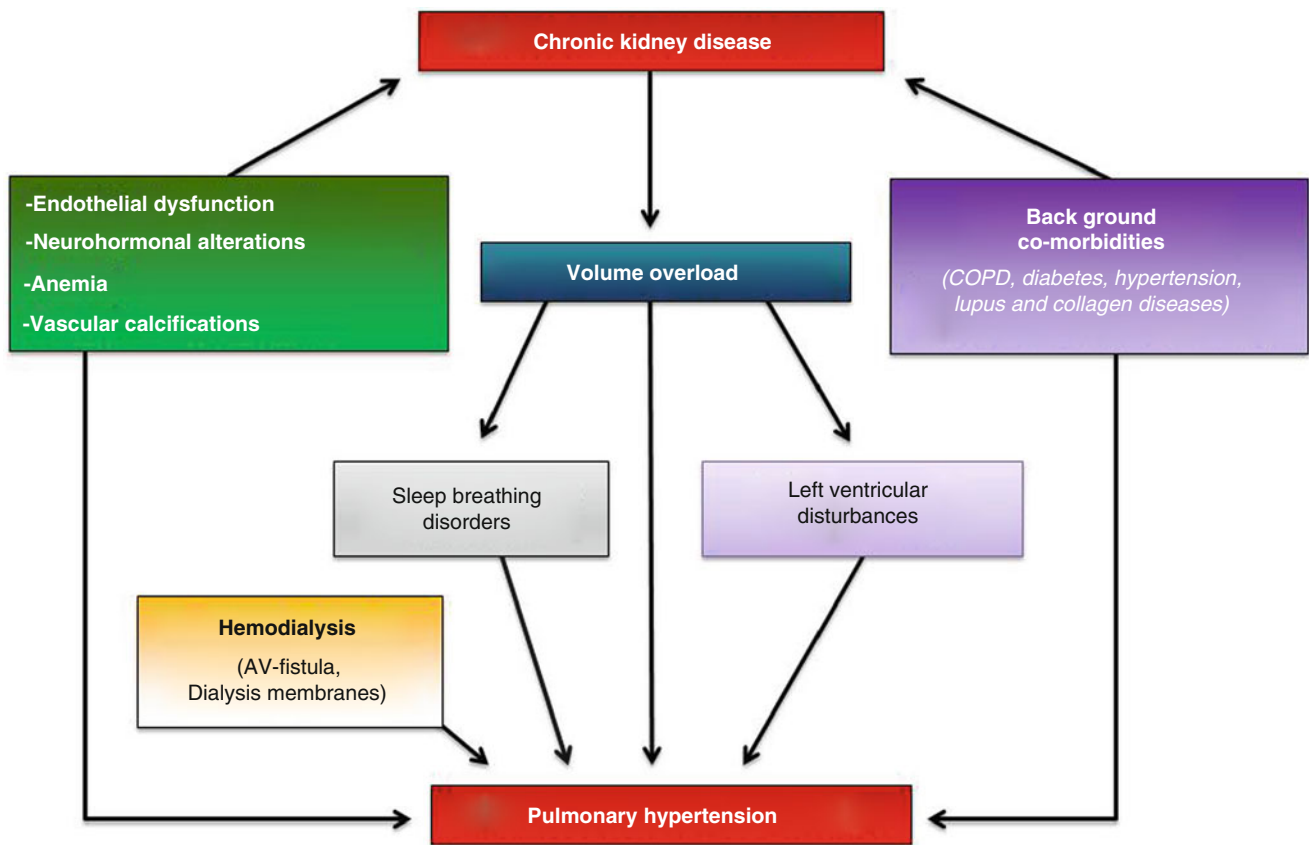 Chronic kidney disease
-Endothelial dysfunction
-Neurohormonal alterations
-Anemia
-Vascular calcifications
Volume overload
Back ground
co-morbidities
(COPD, diabetes, hypertension,
lupus and collagen diseases)
Sleep breathing
disorders
Left ventricular
disturbances
Hemodialysis
(AV-fistula,
Dialysis membranes)
Pulmonary hypertension